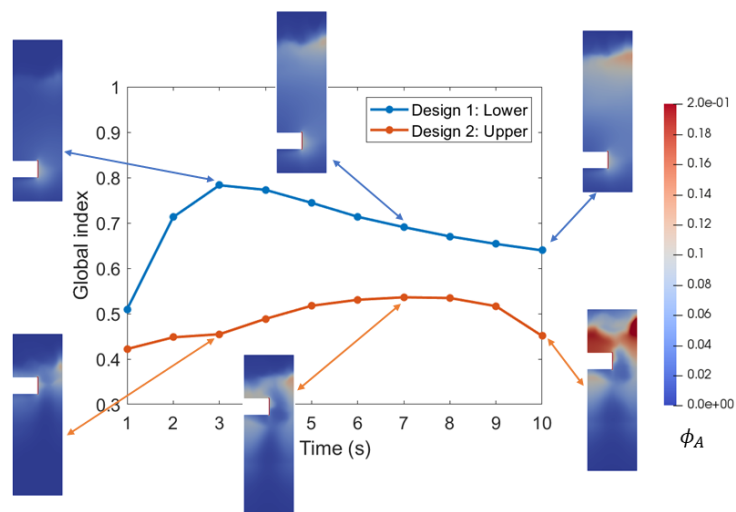 1
0.9
0.8
0.7
0.6
0.5
0.4
0.3
Global index
Design 1: Lower
Design 2: Upper
1 2 3 5 6 7 8 9 10
Time (s)
2.0e-01
0.18
0.16
0.14
0.12
0.1
0.08
0.06
0.04
0.02
0.0e+00
ϕ_A